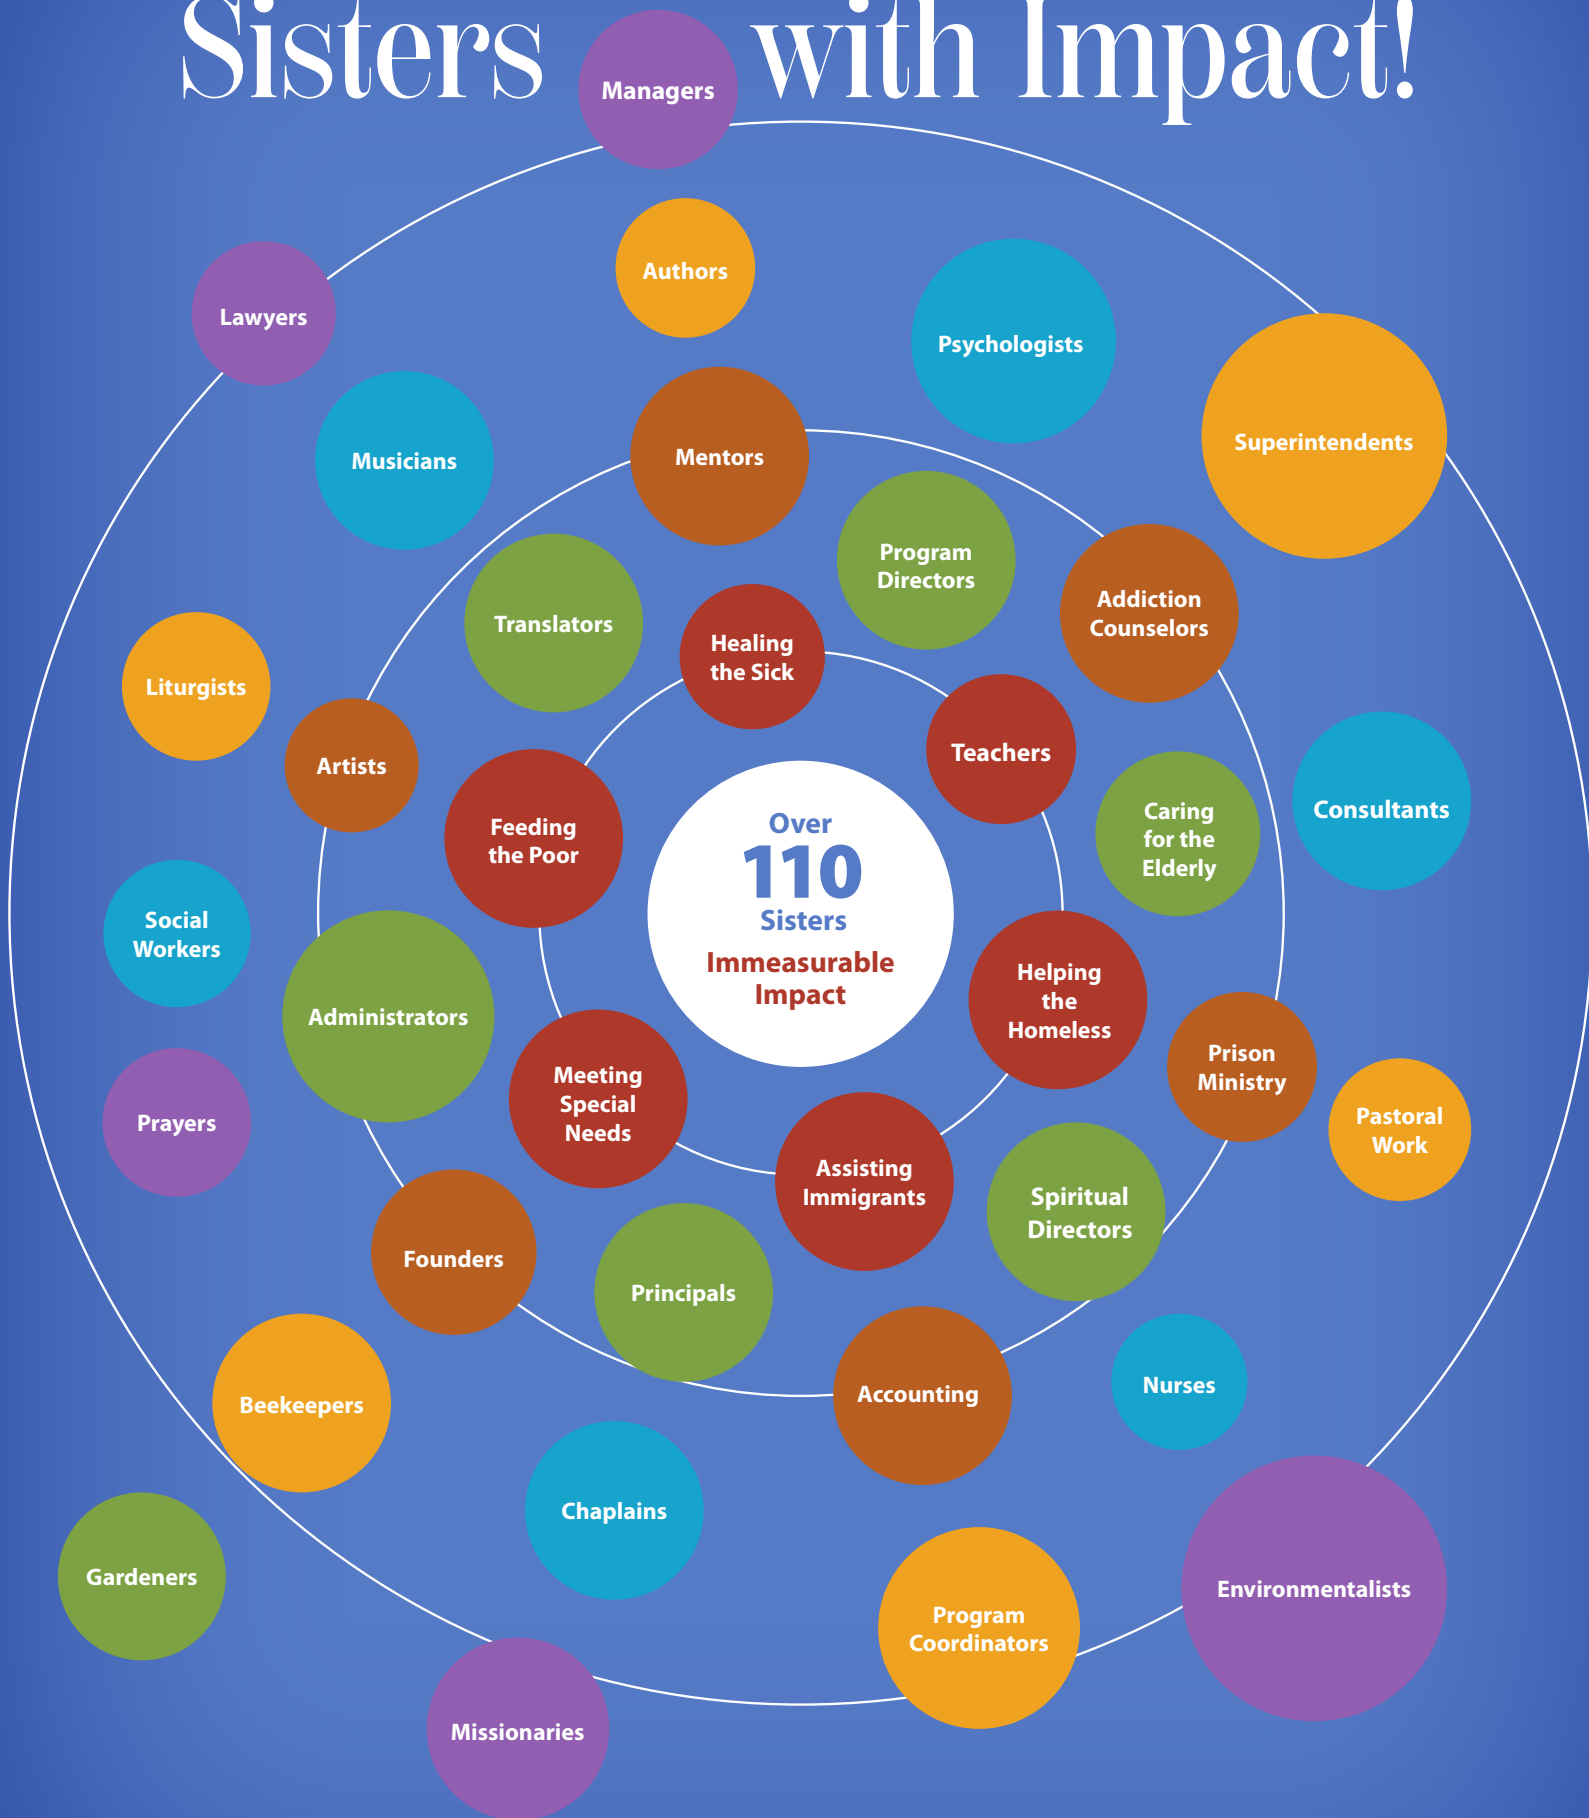 Sisters with Impact!
Managers
Authors
Lawyers
Psychologists
Superintendents
Musicians
Mentors
Program
Directors
Addiction
Counselors
Translators
Healing
the Sick
Liturgists
Artists
Teachers
Feeding
the Poor
Caring
for the
Elderly
Consultants
Over
110
Sisters
Immeasurable
Impact
Social
Workers
Administrators
Helping
the
Homeless
Prison
Ministry
Meeting
Special
Needs
Prayers
Pastoral
Work
Assisting
Immigrants
Spiritual
Directors
Founders
Principals
Beekeepers
Accounting
Nurses
Chaplains
Gardeners
Program
Coordinators
Environmentalists
Missionaries